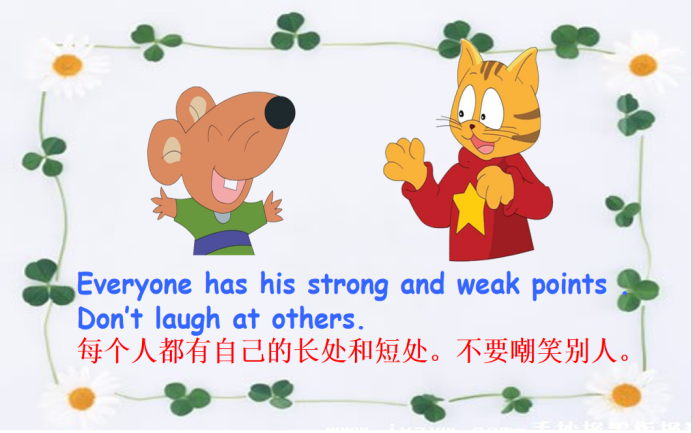 Everyone has his strong and weak points .
Don't laugh at others.
每个人都有自己的长处和短处。不要嘲笑别人。